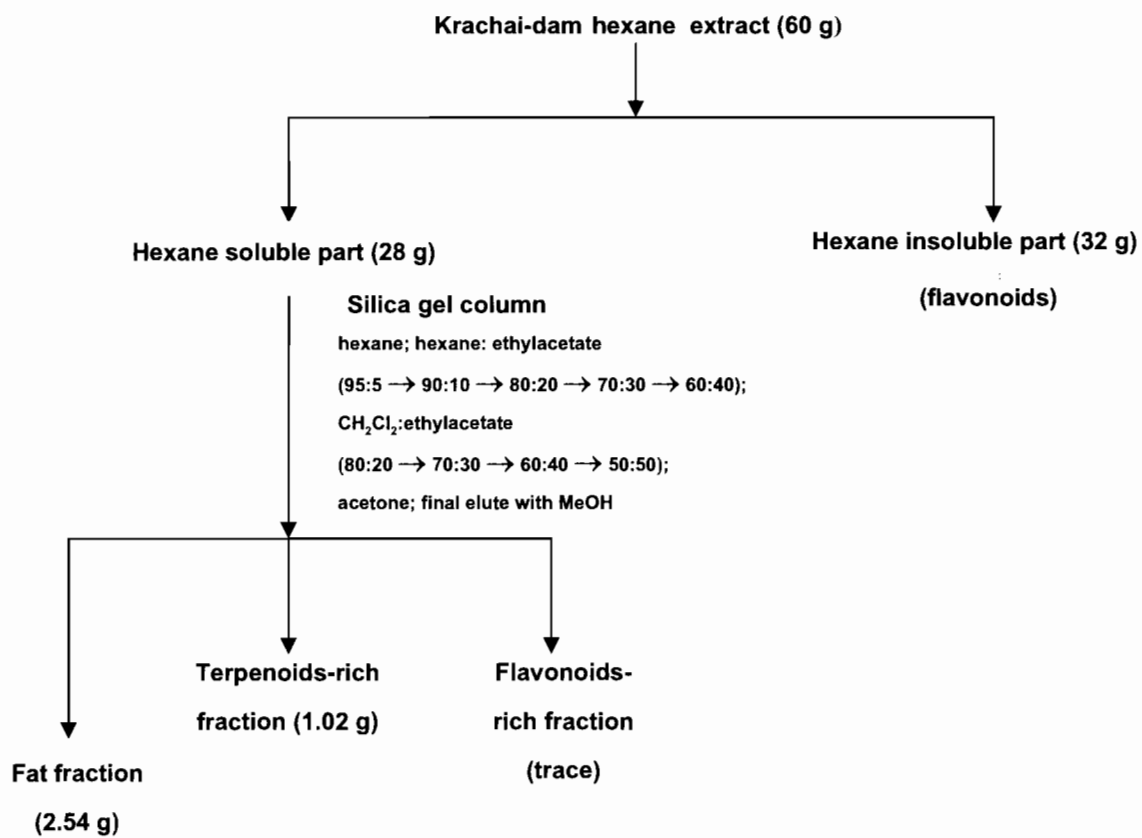 Krachai-dam hexane extract (60 g)
Hexane soluble part (28 g)
Hexane insoluble part (32 g)
(flavonoids)
Silica gel column
hexane; hexane: ethylacetate
(95:5 → 90:10 → 80:20 → 70:30 → 60:40);
CH₂Cl₂:ethylacetate
(80:20 → 70:30 → 60:40 → 50:50);
acetone; final elute with MeOH
Fat fraction
(2.54 g)
Terpenoids-rich
fraction (1.02 g)
Flavonoids-
rich fraction
(trace)